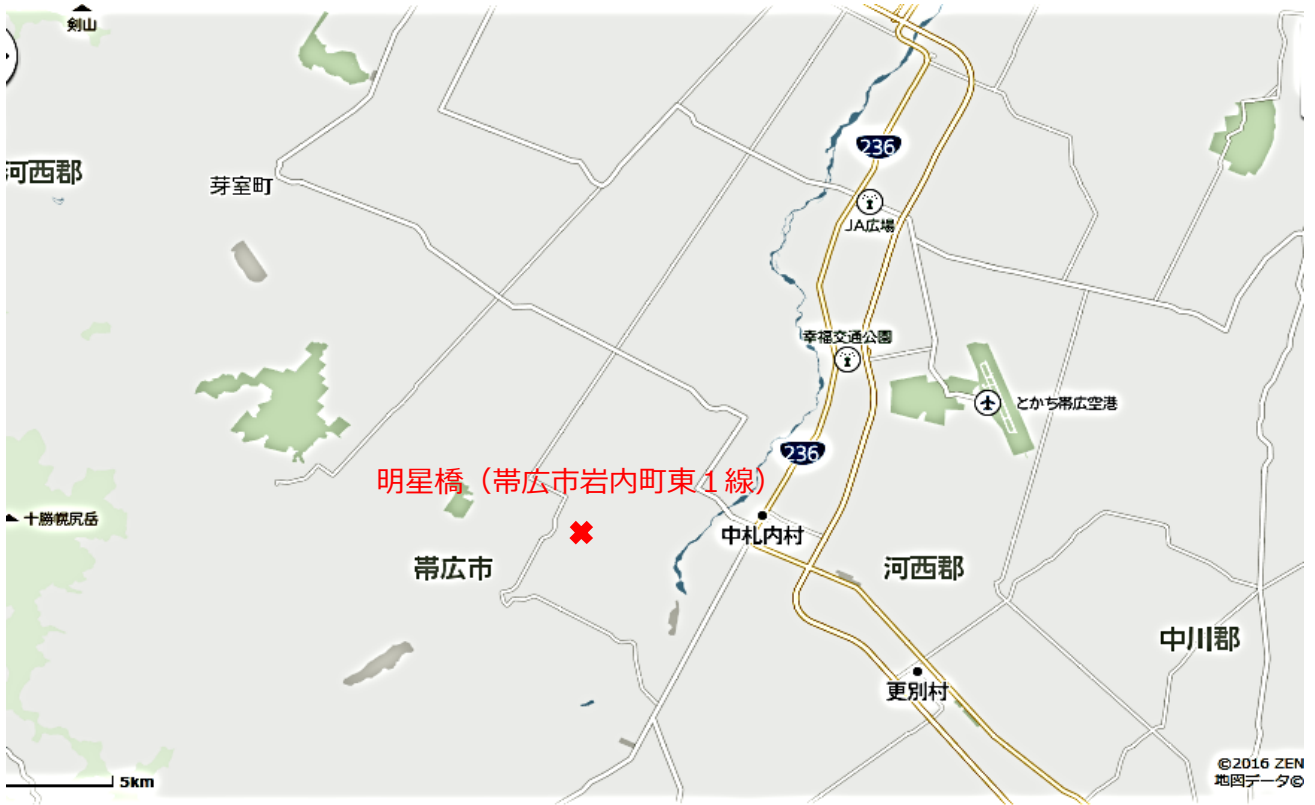 剣山
河西郡
芽室町
236
JA広場
幸福交通公園
とかち帯広空港
236
明星橋（帯広市岩内町東１線）
十勝幌尻岳
中札内村
帯広市
河西郡
中川郡
更別村
5km
©2016 ZEN
地図データ©